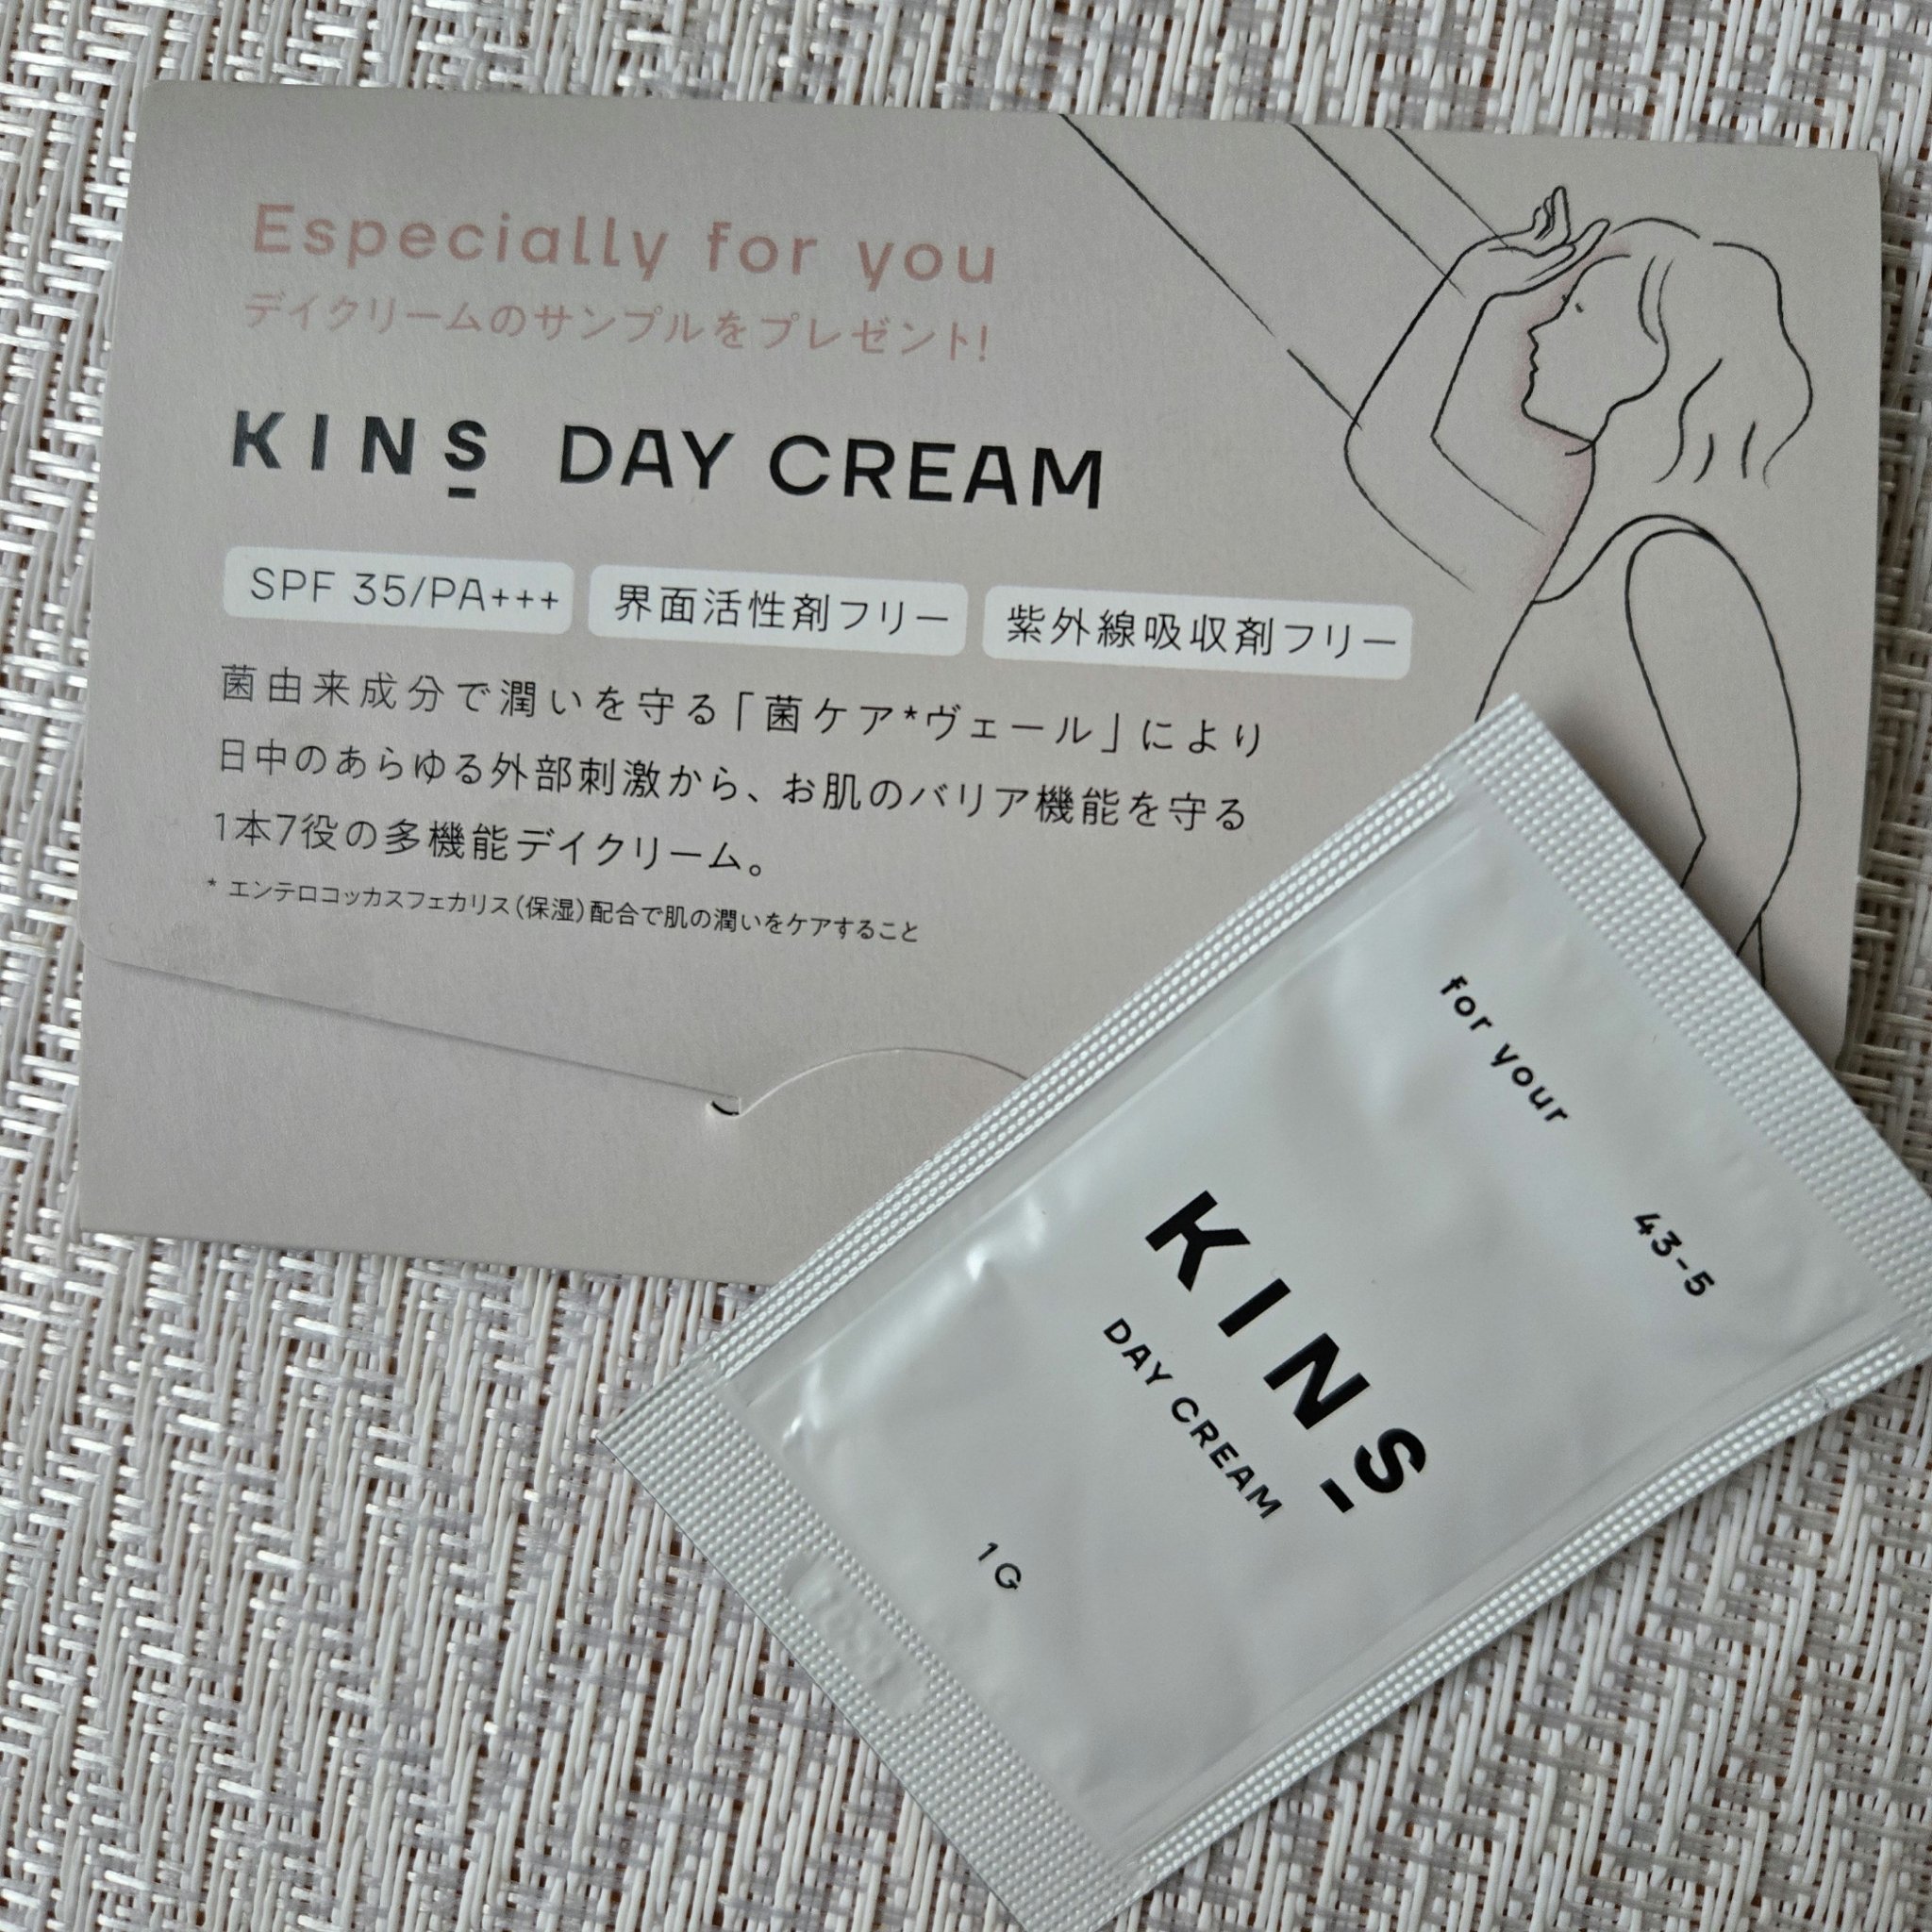 Especially for you
デイクリームのサンプルをプレゼント!
KINS DAY CREAM
SPF 35/PA+++ 界面活性剤フリー 紫外線吸収剤フリー
菌由来成分で潤いを守る「菌ケア*ヴェール」により
日中のあらゆる外部刺激から、お肌のバリア機能を守る
1本7役の多機能デイクリーム。
* エンテロコッカスフェカリス(保湿)配合で肌の潤いをケアすること
for your
43-5
KINS
DAY CREAM
1G